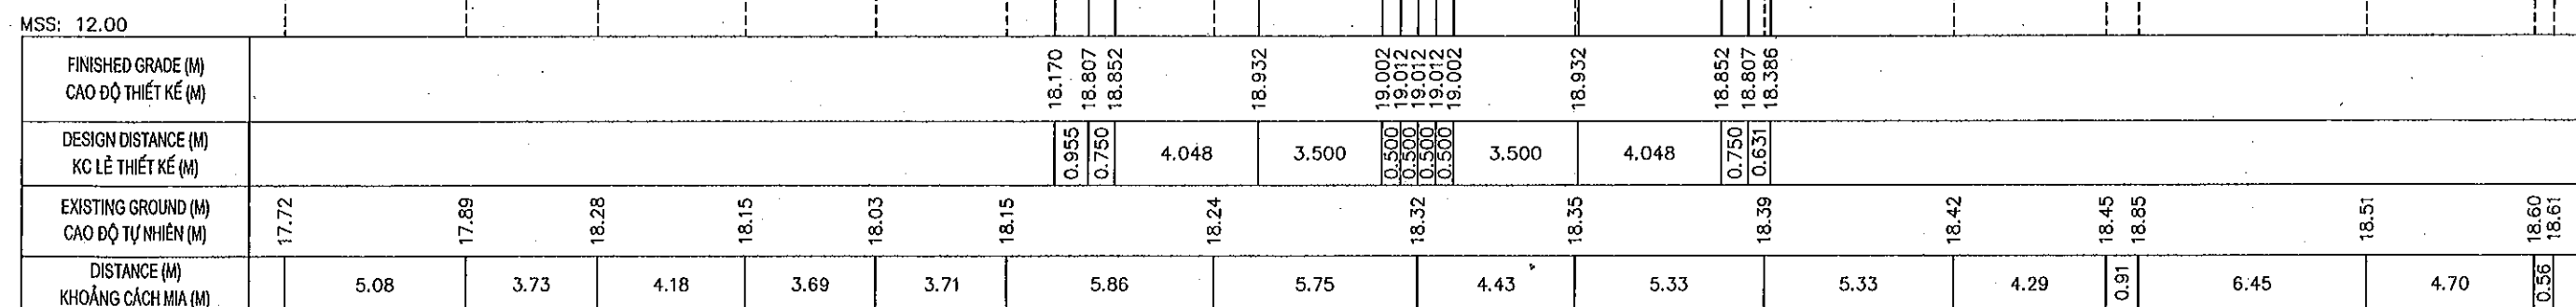 MSS: 12.00
FINISHED GRADE (M)
CAO ĐỘ THIẾT KẾ (M)
18.170 18.807 18.852 18.932 19.002 19.012 19.012 19.012 19.002 18.932 18.852 18.807 18.386
DESIGN DISTANCE (M)
KC LẺ THIẾT KẾ (M)
0.955 0.750 4.048 3.500 0.500 0.500 0.500 0.500 3.500 4.048 0.750 0.631
EXISTING GROUND (M)
CAO ĐỘ TỰ NHIÊN (M)
17.72 17.89 18.28 18.15 18.03 18.15 18.24 18.32 18.35 18.39 18.42 18.45 18.85 18.51 18.60 18.61
DISTANCE (M)
KHOẢNG CÁCH MIA (M)
5.08 3.73 4.18 3.69 3.71 5.86 5.75 4.43 5.33 5.33 4.29 0.91 6.45 4.70 0.56